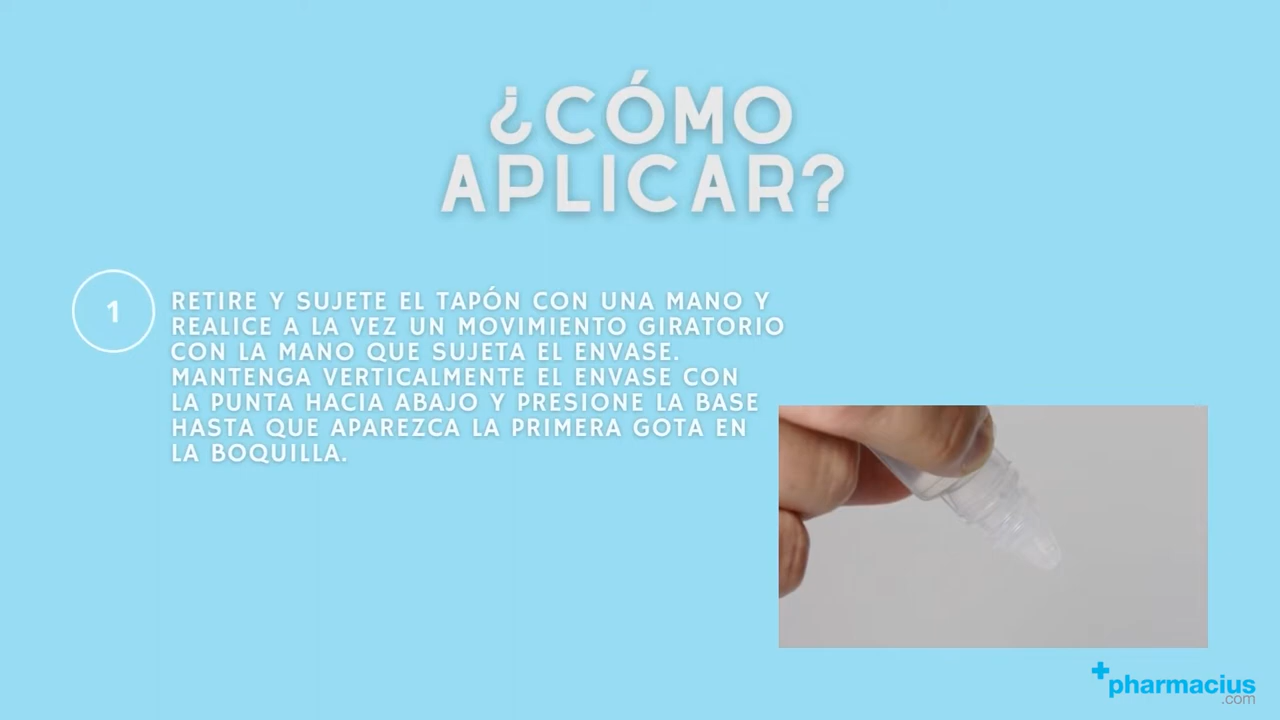 ¿CÓMO
APLICAR?
1
RETIRE Y SUJETE EL TAPÓN CON UNA MANO Y
REALICE A LA VEZ UN MOVIMIENTO GIRATORIO
CON LA MANO QUE SUJETA EL ENVASE.
MANTENGA VERTICALMENTE EL ENVASE CON
LA PUNTA HACIA ABAJO Y PRESIONE LA BASE
HASTA QUE APAREZCA LA PRIMERA GOTA EN
LA BOQUILLA.
pharmacius
.com